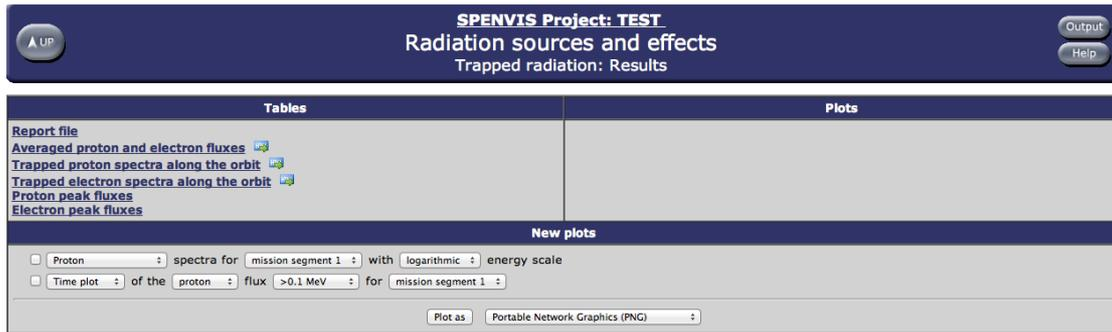 UP
SPENVIS Project: TEST
Radiation sources and effects
Trapped radiation: Results
Output
Help
Tables
Plots
Report file
Averaged proton and electron fluxes
Trapped proton spectra along the orbit
Trapped electron spectra along the orbit
Proton peak fluxes
Electron peak fluxes
New plots
Proton spectra for mission segment 1 with logarithmic energy scale
Time plot of the proton flux >0.1 MeV for mission segment 1
Plot as Portable Network Graphics (PNG)